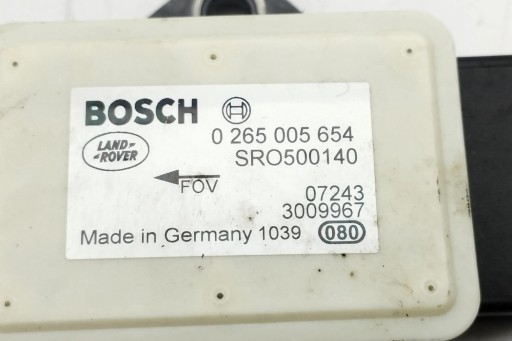 BOSCH
0 265 005 654
LAND-
-ROVER
SRO500140
FOV
07243
3009967
Made in Germany 1039 080